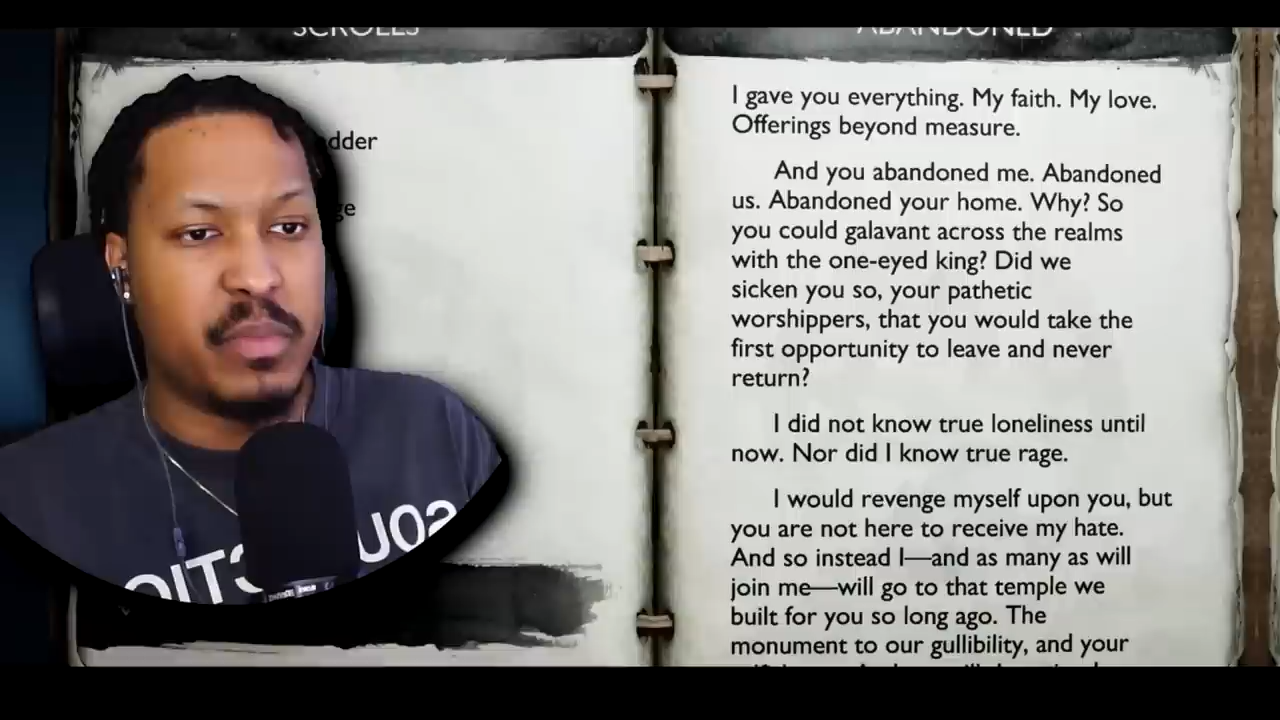 SCROLLS
ABANDONED
I gave you everything. My faith. My love.
Offerings beyond measure.
And you abandoned me. Abandoned
us. Abandoned your home. Why? So
you could galavant across the realms
with the one-eyed king? Did we
sicken you so, your pathetic
worshippers, that you would take the
first opportunity to leave and never
return?
I did not know true loneliness until
now. Nor did I know true rage.
I would revenge myself upon you, but
you are not here to receive my hate.
And so instead I—and as many as will
join me—will go to that temple we
built for you so long ago. The
monument to our gullibility, and your